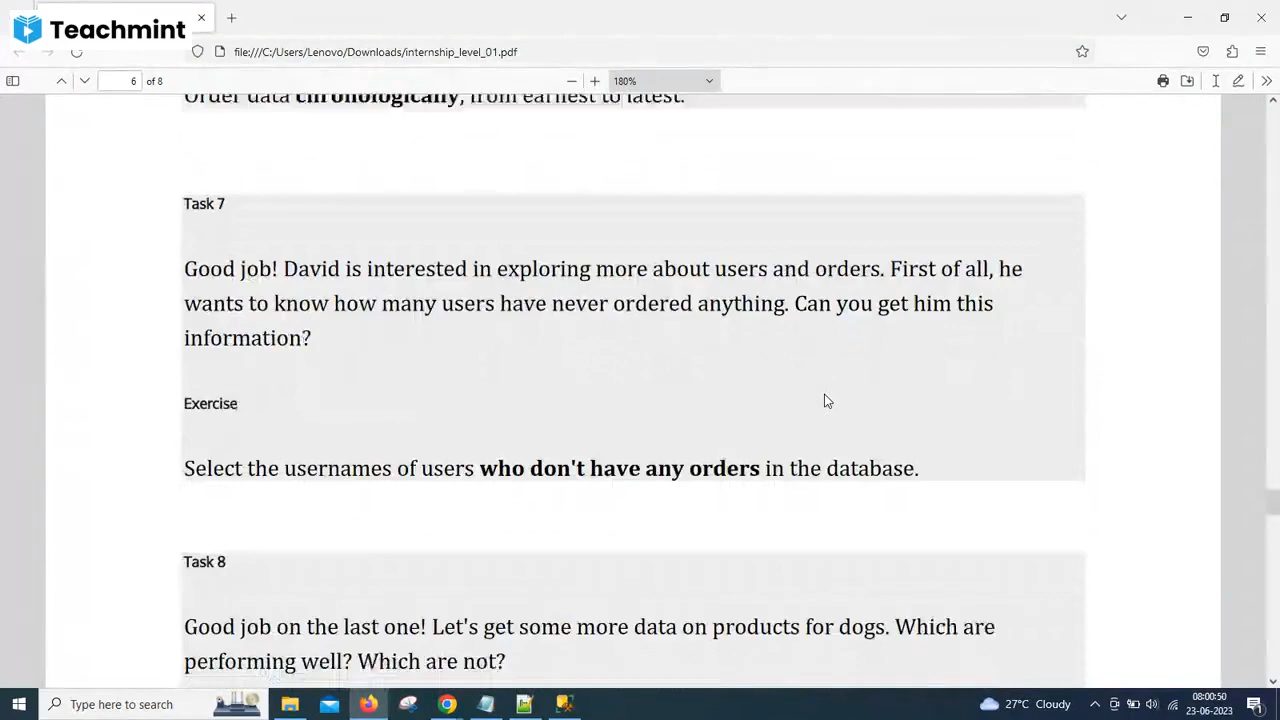 Teachmint
file:///C:/Users/Lenovo/Downloads/internship_level_01.pdf
6 of 8
180%
Order data chronologically, from earliest to latest.
Task 7
Good job! David is interested in exploring more about users and orders. First of all, he
wants to know how many users have never ordered anything. Can you get him this
information?
Exercise
Select the usernames of users who don't have any orders in the database.
Task 8
Good job on the last one! Let's get some more data on products for dogs. Which are
performing well? Which are not?
Type here to search
27°C Cloudy
08:00:50
23-06-2023